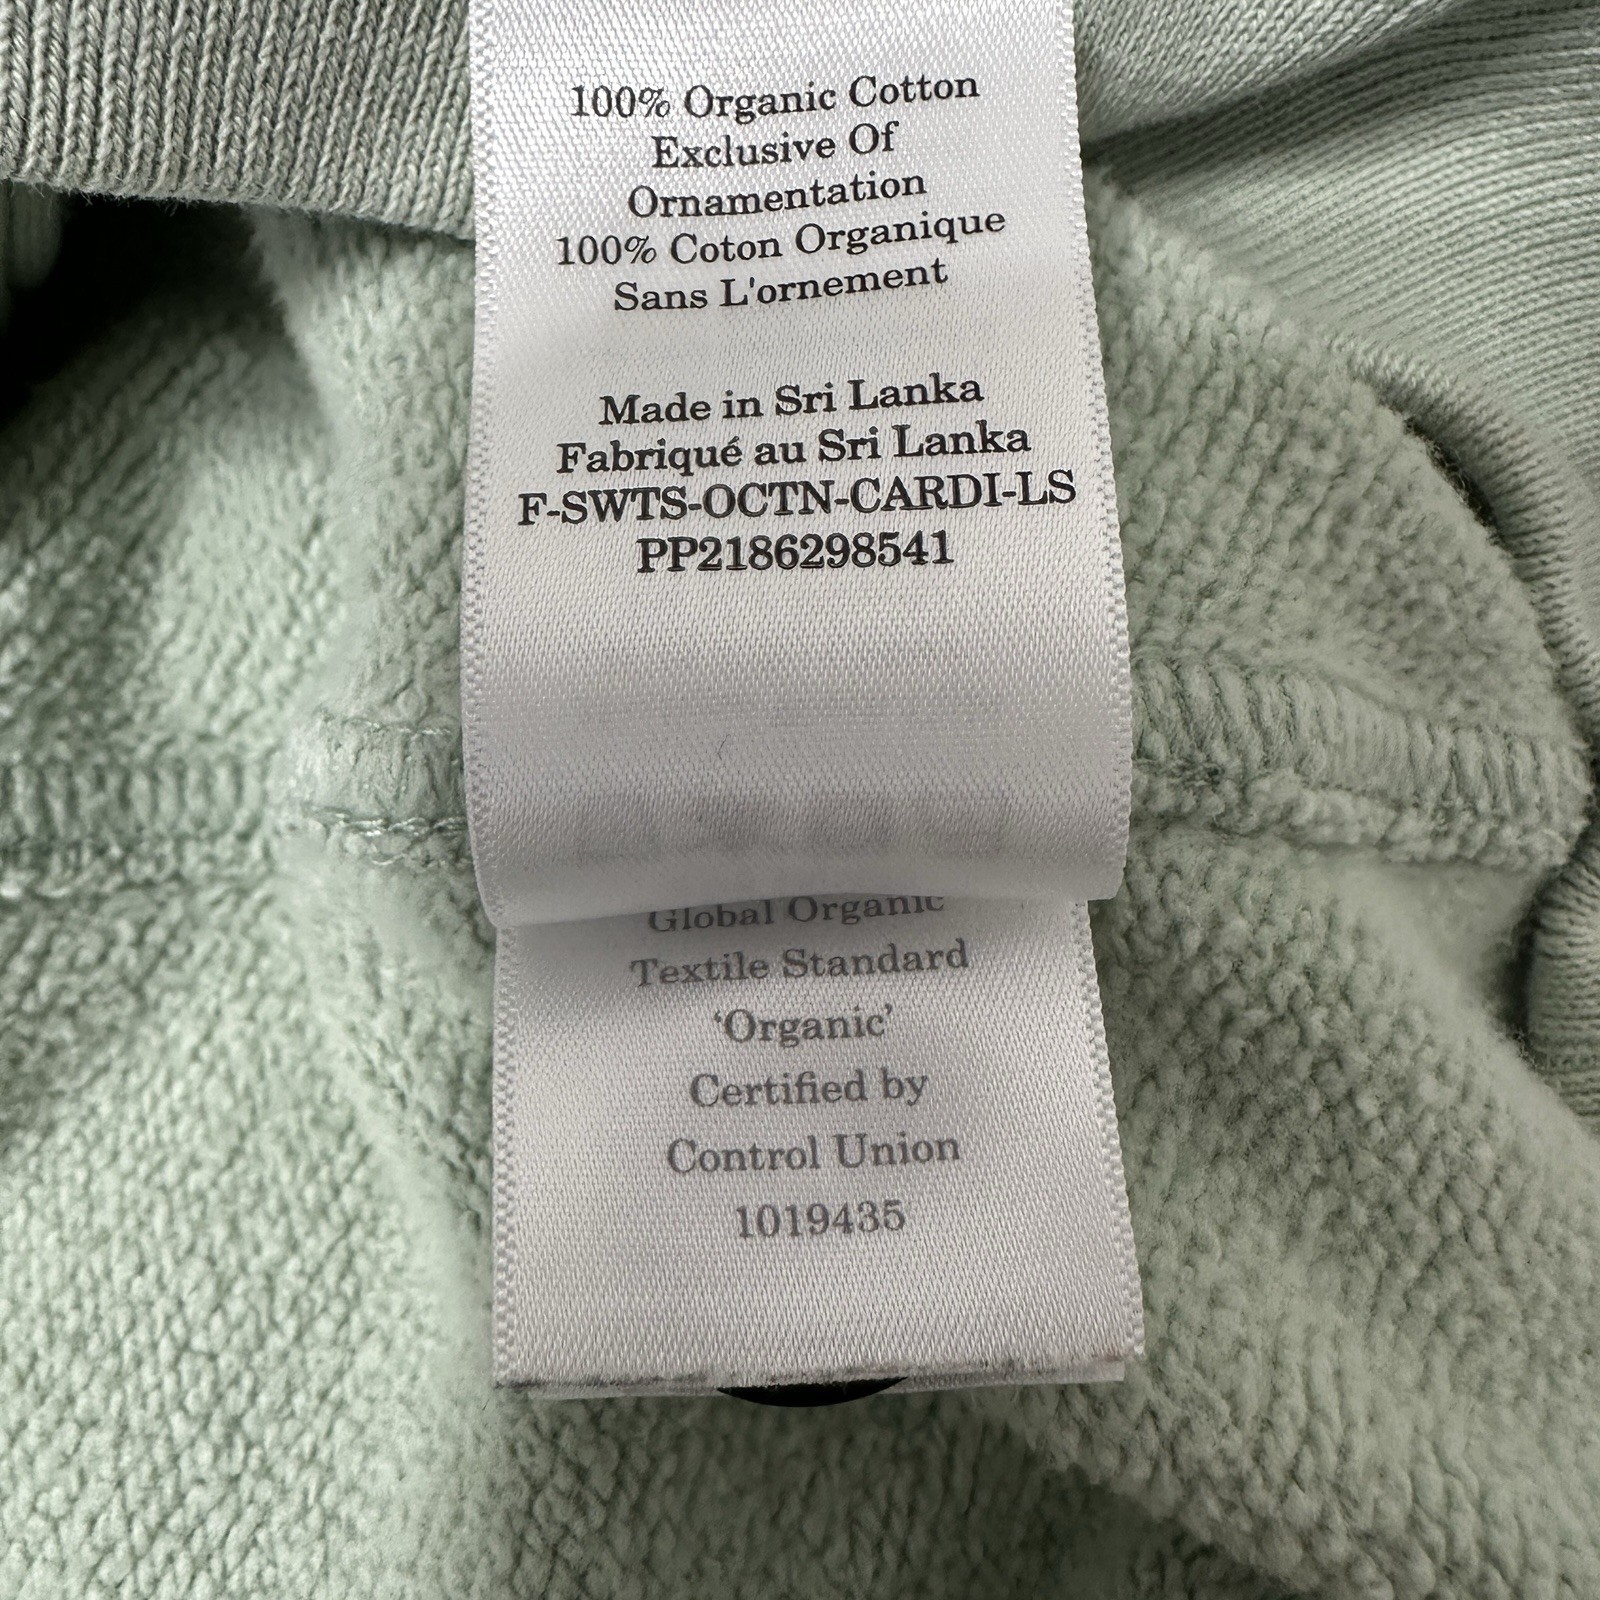 100% Organic Cotton
Exclusive Of
Ornamentation
100% Coton Organique
Sans L'ornement
Made in Sri Lanka
Fabriqué au Sri Lanka
F-SWTS-OCTN-CARDI-LS
PP2186298541
Global Organic
Textile Standard
‘Organic’
Certified by
Control Union
1019435